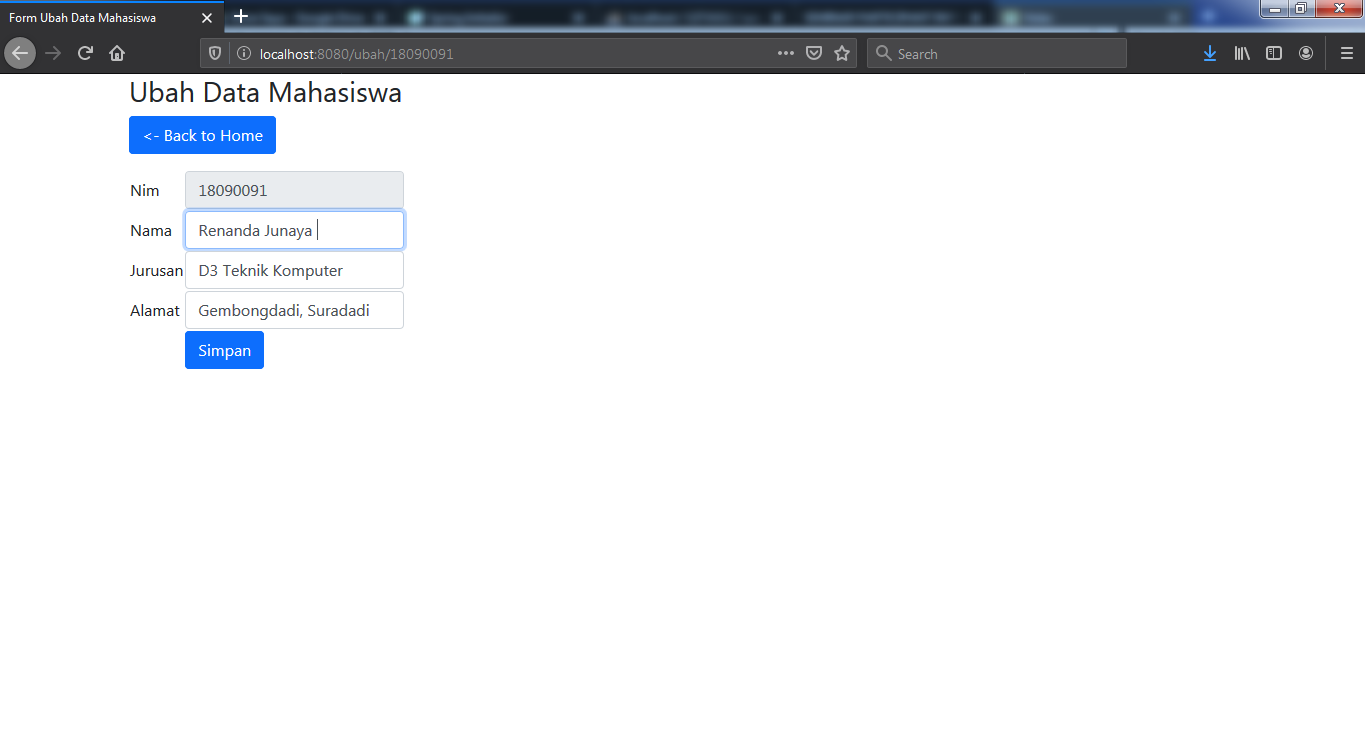 Form Ubah Data Mahasiswa
localhost:8080/ubah/18090091
Search
Ubah Data Mahasiswa
<- Back to Home
Nim 18090091
Nama Renanda Junaya
Jurusan D3 Teknik Komputer
Alamat Gembongdadi, Suradadi
Simpan